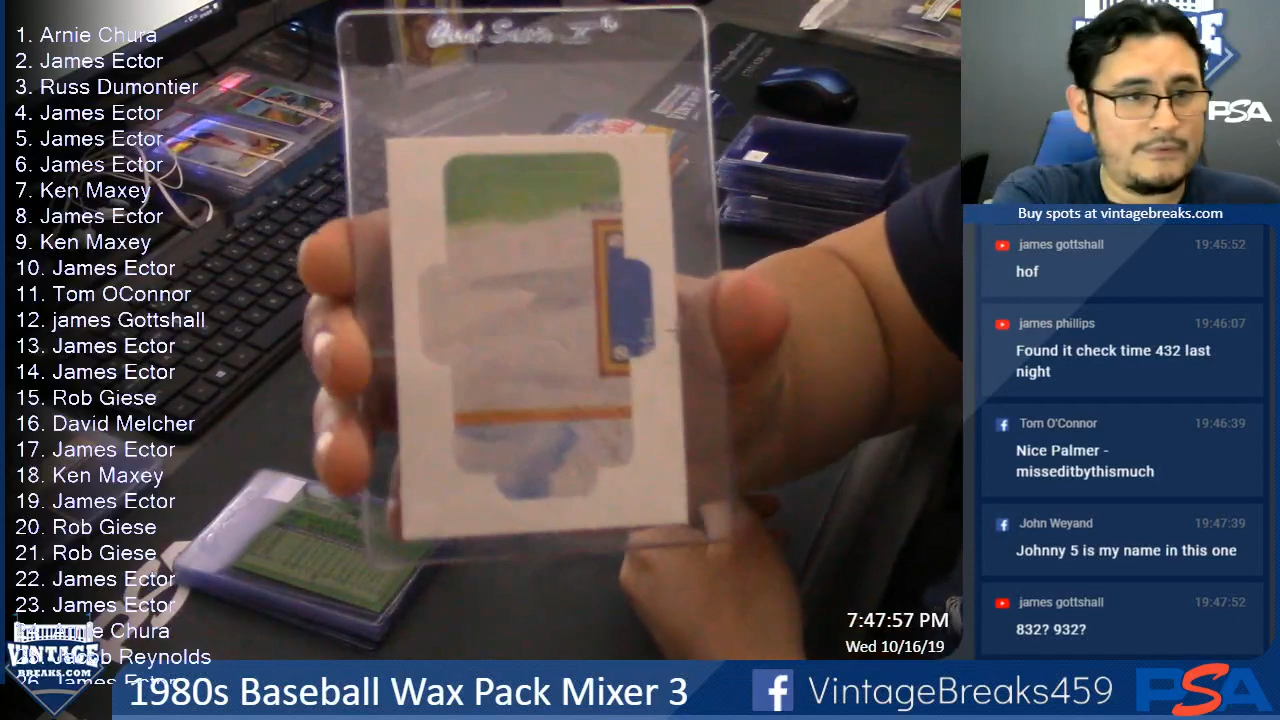 1. Arnie Chura
2. James Ector
3. Russ Dumontier
4. James Ector
5. James Ector
6. James Ector
7. Ken Maxey
8. James Ector
9. Ken Maxey
10. James Ector
11. Tom OConnor
12. james Gottshall
13. James Ector
14. James Ector
15. Rob Giese
16. David Melcher
17. James Ector
18. Ken Maxey
19. James Ector
20. Rob Giese
21. Rob Giese
22. James Ector
23. James Ector
Chura
Jacob Reynolds
26. James Ector
VINTAGE
BREAKS.COM
PSA
Buy spots at vintagebreaks.com
james gottshall 19:45:52
hof
james phillips 19:46:07
Found it check time 432 last
night
Tom O'Connor 19:46:39
Nice Palmer -
misseditbythismuch
John Weyand 19:47:39
Johnny 5 is my name in this one
james gottshall 19:47:52
832? 932?
7:47:57 PM
Wed 10/16/19
1980s Baseball Wax Pack Mixer 3
f VintageBreaks459
PSA